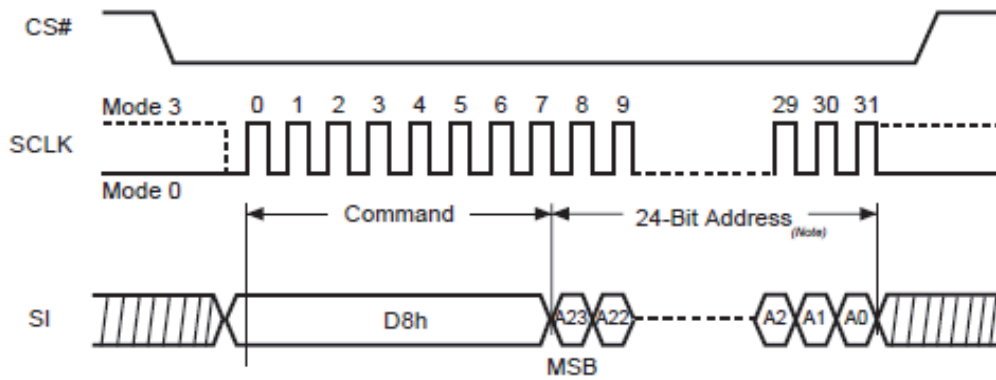 CS#
Mode 3
0 1 2 3 4 5 6 7 8 9 29 30 31
SCLK
Mode 0
Command
24-Bit Address (Note)
SI
D8h
A23 A22
A2 A1 A0
MSB